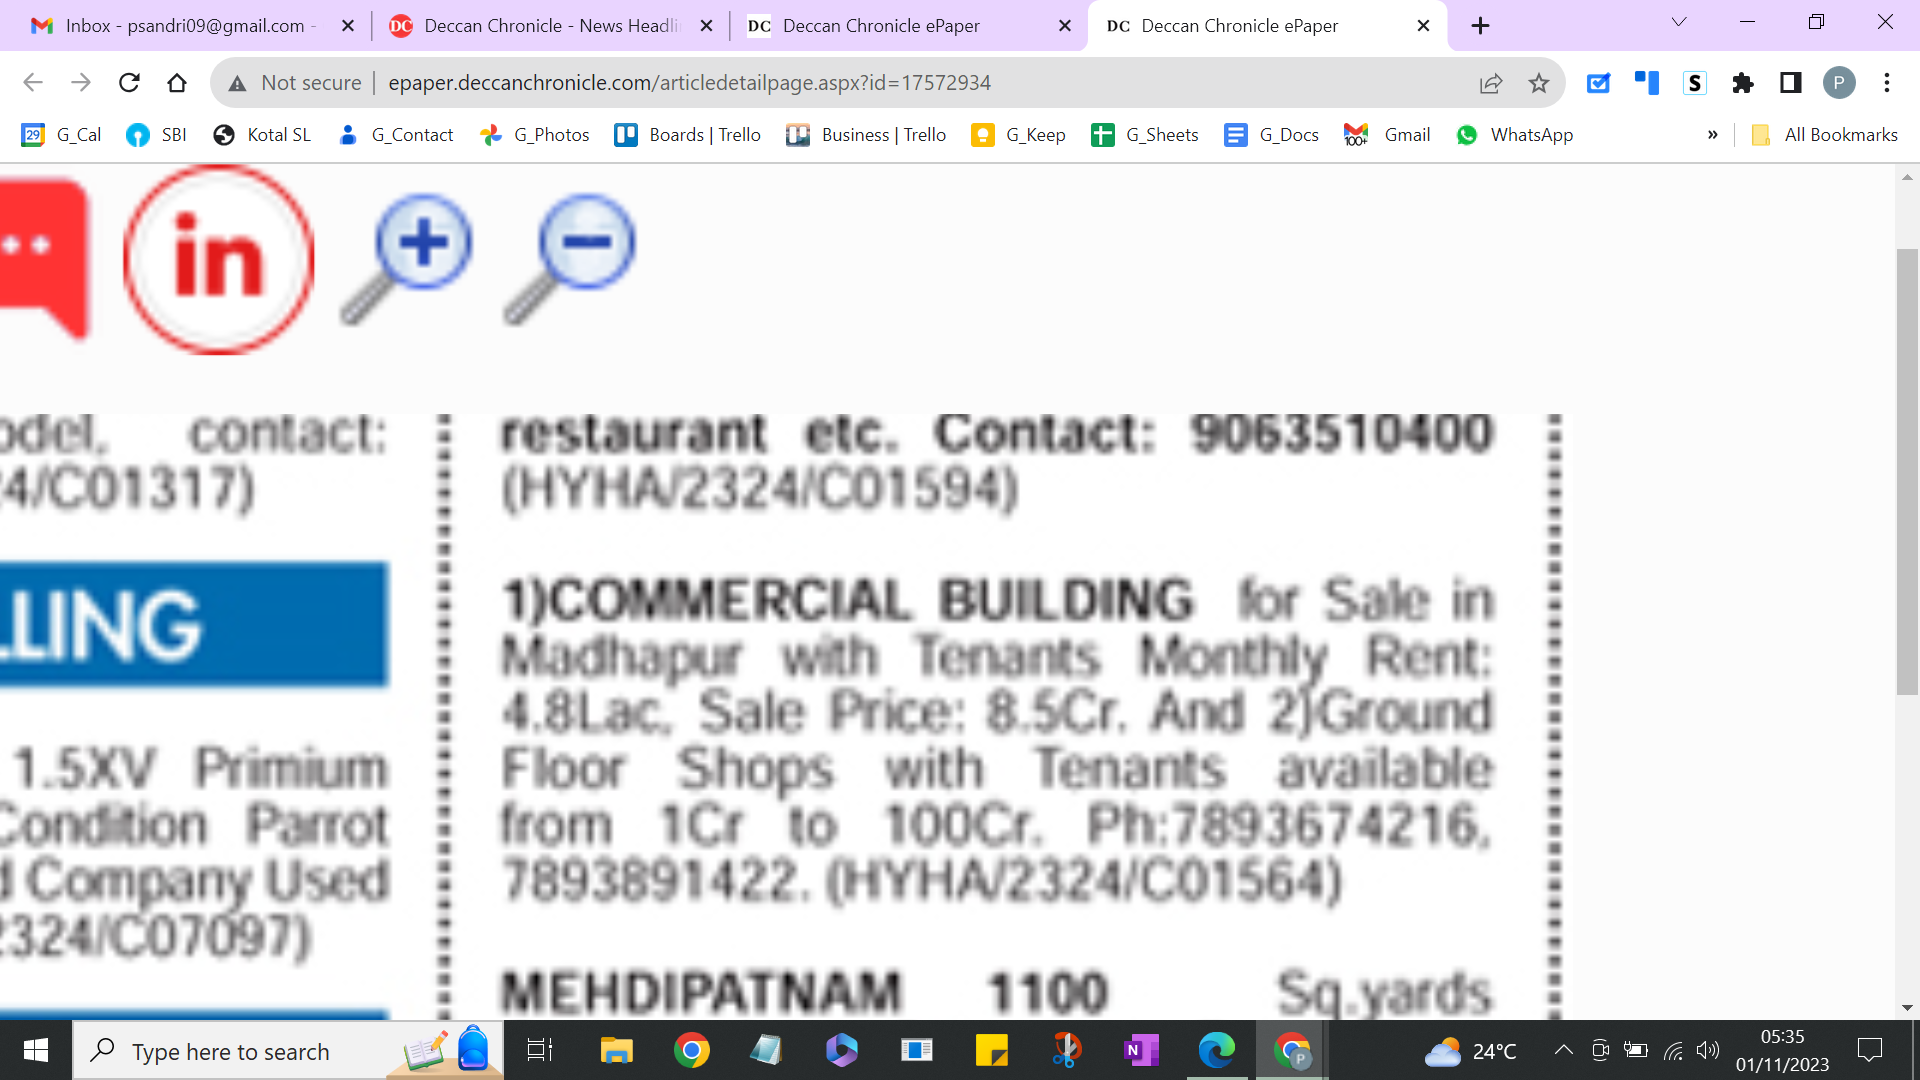 Inbox - psandri09@gmail.com -
Deccan Chronicle - News Headli
Deccan Chronicle ePaper
Deccan Chronicle ePaper
Not secure
epaper.deccanchronicle.com/articledetailpage.aspx?id=17572934
P
29 G_Cal
SBI
Kotal SL
G_Contact
G_Photos
Boards | Trello
Business | Trello
G_Keep
G_Sheets
G_Docs
100+ Gmail
WhatsApp
»
All Bookmarks
in
odel, contact:
24/C01317)
LLING
1.5XV Primium
Condition Parrot
d Company Used
2324/C07097)
restaurant etc. Contact: 9063510400
(HYHA/2324/C01594)
1)COMMERCIAL BUILDING for Sale in
Madhapur with Tenants Monthly Rent:
4.8Lac, Sale Price: 8.5Cr. And 2)Ground
Floor Shops with Tenants available
from 1Cr to 100Cr. Ph:7893674216,
7893891422. (HYHA/2324/C01564)
MEHDIPATNAM 1100 Sq.yards
Type here to search
24°C
05:35
01/11/2023